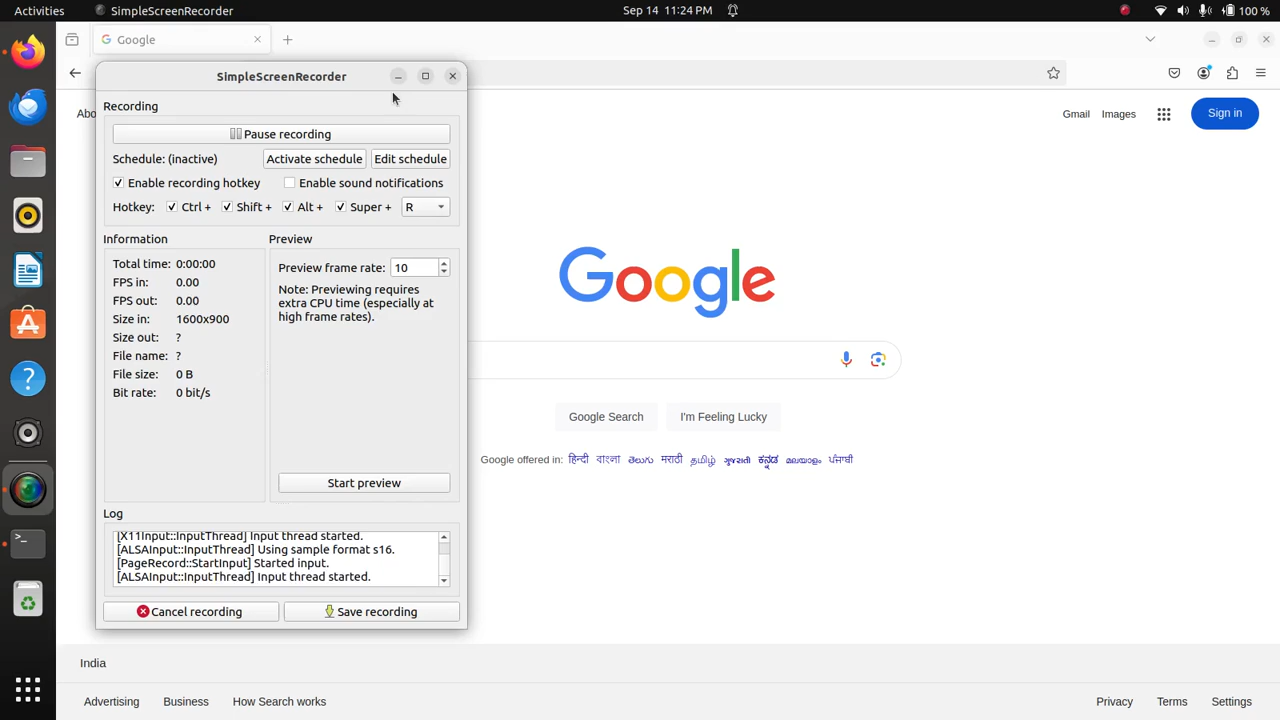 Activities
SimpleScreenRecorder
Sep 14 11:24 PM
100 %
Google
SimpleScreenRecorder
Recording
Pause recording
Schedule: (inactive)
Activate schedule
Edit schedule
Enable recording hotkey
Enable sound notifications
Hotkey:
Ctrl +
Shift +
Alt +
Super +
R
Information
Total time: 0:00:00
FPS in: 0.00
FPS out: 0.00
Size in: 1600x900
Size out: ?
File name: ?
File size: 0 B
Bit rate: 0 bit/s
Preview
Preview frame rate: 10
Note: Previewing requires
extra CPU time (especially at
high frame rates).
Start preview
Log
[X11Input::InputThread] Input thread started.
[ALSAInput::InputThread] Using sample format s16.
[PageRecord::StartInput] Started input.
[ALSAInput::InputThread] Input thread started.
Cancel recording
Save recording
Abo
Gmail
Images
Sign in
Google
Google Search
I'm Feeling Lucky
Google offered in: हिन्दी বাংলা తెలుగు मराठी தமிழ் ગુજરાતી ಕನ್ನಡ മലയാളം ਪੰਜਾਬੀ
India
Advertising
Business
How Search works
Privacy
Terms
Settings